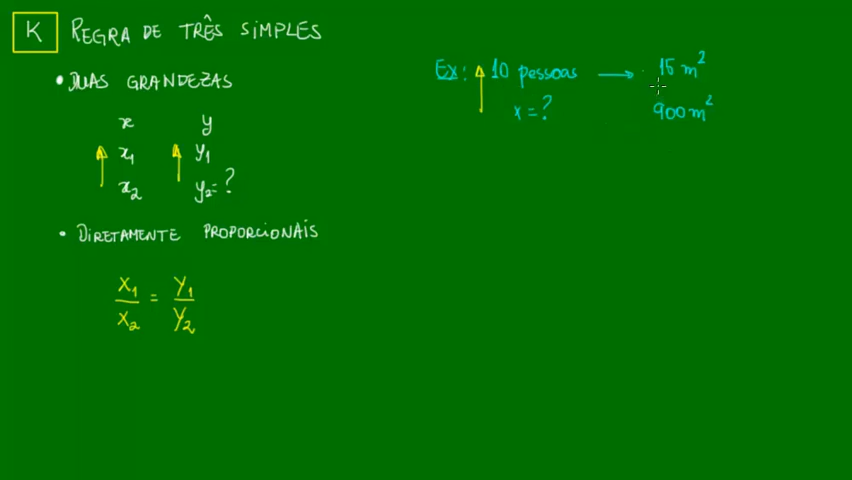 K REGRA DE TRÊS SIMPLES
• DUAS GRANDEZAS
x y
x₁ y₁
x₂ y₂=?
• DIRETAMENTE PROPORCIONAIS
x₁/x₂ = y₁/y₂
Ex: 10 pessoas → 15 m²
x = ? 900 m²